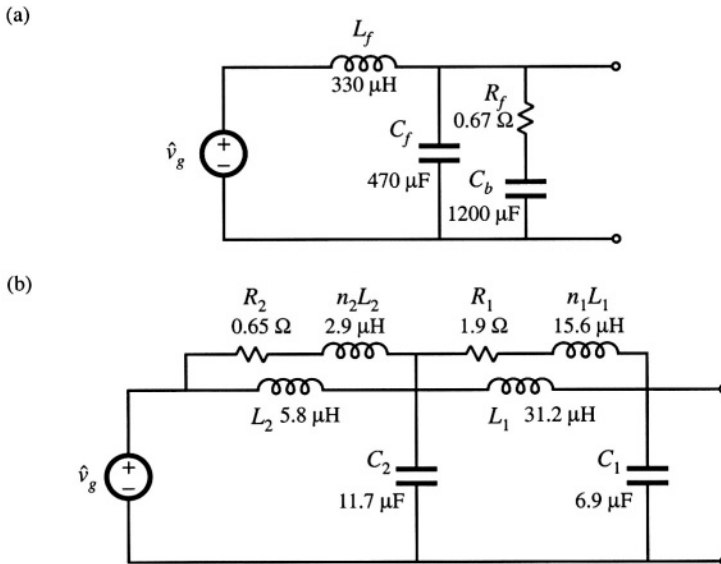 (a)
L_f
330 µH
R_f
0.67 Ω
C_f
470 µF
C_b
1200 µF
v̂_g
+
−
(b)
R_2
0.65 Ω
n_2L_2
2.9 µH
R_1
1.9 Ω
n_1L_1
15.6 µH
L_2 5.8 µH
L_1 31.2 µH
v̂_g
+
−
C_2
11.7 µF
C_1
6.9 µF